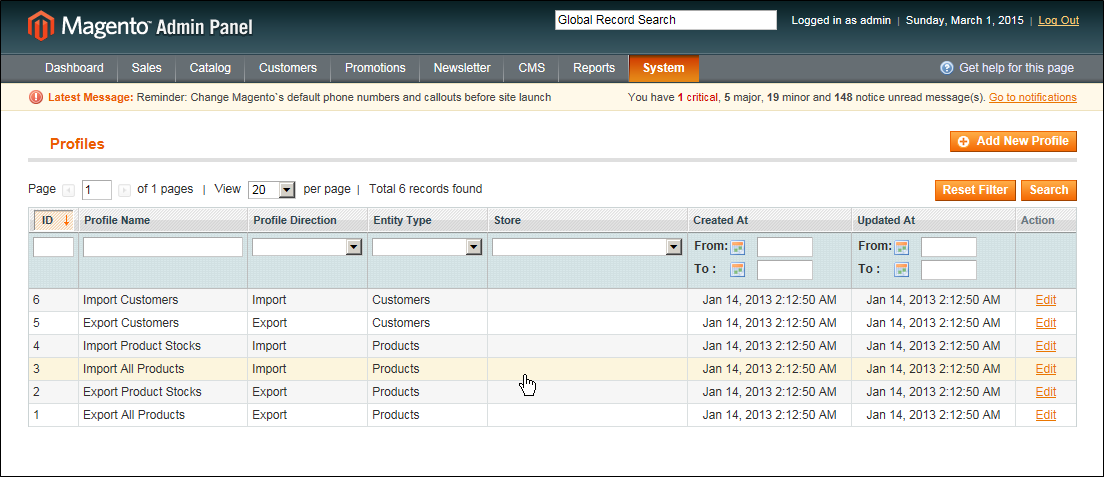 Magento™ Admin Panel Global Record Search Logged in as admin | Sunday, March 1, 2015 | Log Out
Dashboard Sales Catalog Customers Promotions Newsletter CMS Reports System Get help for this page
Latest Message: Reminder: Change Magento`s default phone numbers and callouts before site launch You have 1 critical, 5 major, 19 minor and 148 notice unread message(s). Go to notifications
Profiles Add New Profile
Page 1 of 1 pages | View 20 per page | Total 6 records found Reset Filter Search
ID Profile Name Profile Direction Entity Type Store Created At Updated At Action
From: From:
To : To :
6 Import Customers Import Customers Jan 14, 2013 2:12:50 AM Jan 14, 2013 2:12:50 AM Edit
5 Export Customers Export Customers Jan 14, 2013 2:12:50 AM Jan 14, 2013 2:12:50 AM Edit
4 Import Product Stocks Import Products Jan 14, 2013 2:12:50 AM Jan 14, 2013 2:12:50 AM Edit
3 Import All Products Import Products Jan 14, 2013 2:12:50 AM Jan 14, 2013 2:12:50 AM Edit
2 Export Product Stocks Export Products Jan 14, 2013 2:12:50 AM Jan 14, 2013 2:12:50 AM Edit
1 Export All Products Export Products Jan 14, 2013 2:12:50 AM Jan 14, 2013 2:12:50 AM Edit